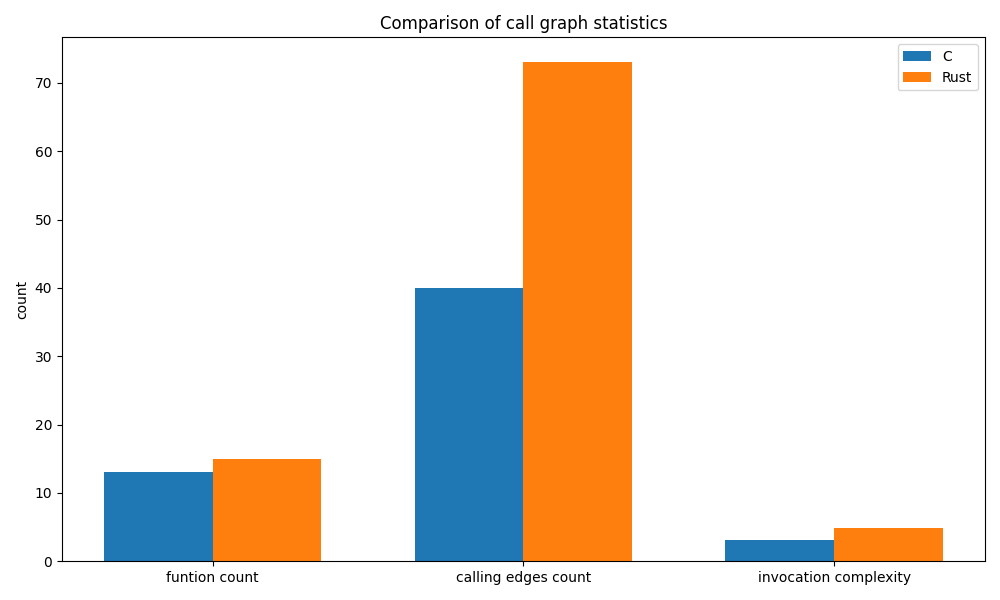 Comparison of call graph statistics
C
Rust
count
70
60
50
40
30
20
10
0
funtion count
calling edges count
invocation complexity